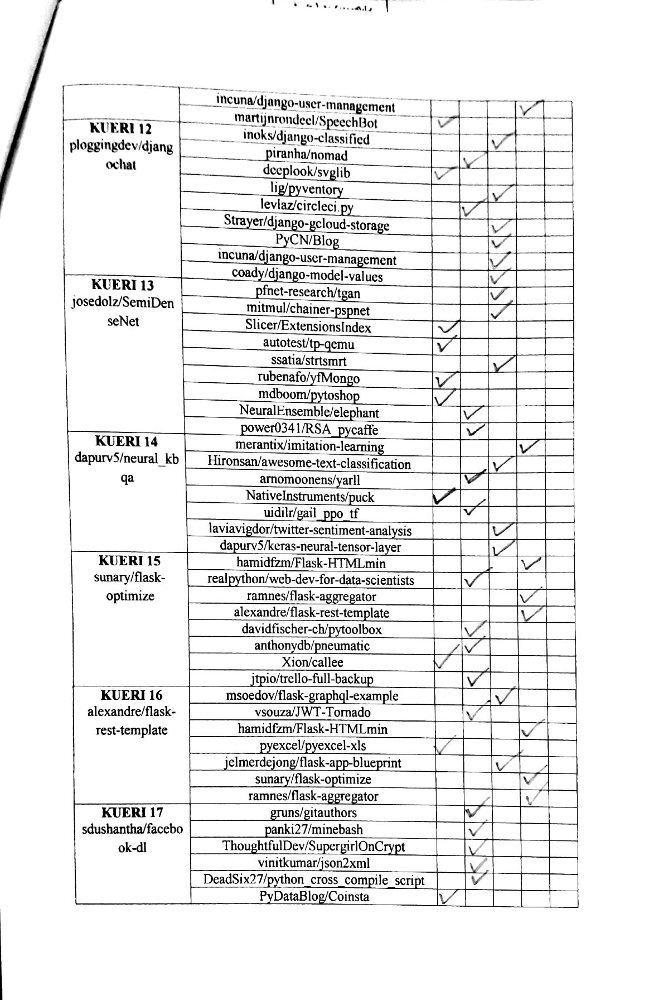 incuna/django-user-management
martijnrondeel/SpeechBot
KUERI 12
ploggingdev/djang
ochat
inoks/django-classified
piranha/nomad
deeplook/svglib
lig/pyventory
levlaz/circleci.py
Strayer/django-gcloud-storage
PyCN/Blog
incuna/django-user-management
coady/django-model-values
KUERI 13
josedolz/SemiDen
seNet
pfnet-research/tgan
mitmul/chainer-pspnet
Slicer/ExtensionsIndex
autotest/tp-qemu
ssatia/strtsmrt
rubenafo/yfMongo
mdboom/pytoshop
NeuralEnsemble/elephant
power0341/RSA_pycaffe
KUERI 14
dapurv5/neural_kb
qa
merantix/imitation-learning
Hironsan/awesome-text-classification
arnomoonens/yarll
NativeInstruments/puck
uidilr/gail_ppo_tf
laviavigdor/twitter-sentiment-analysis
dapurv5/keras-neural-tensor-layer
KUERI 15
sunary/flask-
optimize
hamidfzm/Flask-HTMLmin
realpython/web-dev-for-data-scientists
ramnes/flask-aggregator
alexandre/flask-rest-template
davidfischer-ch/pytoolbox
anthonydb/pneumatic
Xion/callee
jtpio/trello-full-backup
KUERI 16
alexandre/flask-
rest-template
msoedov/flask-graphql-example
vsouza/JWT-Tornado
hamidfzm/Flask-HTMLmin
pyexcel/pyexcel-xls
jelmerdejong/flask-app-blueprint
sunary/flask-optimize
ramnes/flask-aggregator
KUERI 17
sdushantha/facebo
ok-dl
gruns/gitauthors
panki27/minebash
ThoughtfulDev/SupergirlOnCrypt
vinitkumar/json2xml
DeadSix27/python_cross_compile_script
PyDataBlog/Coinsta